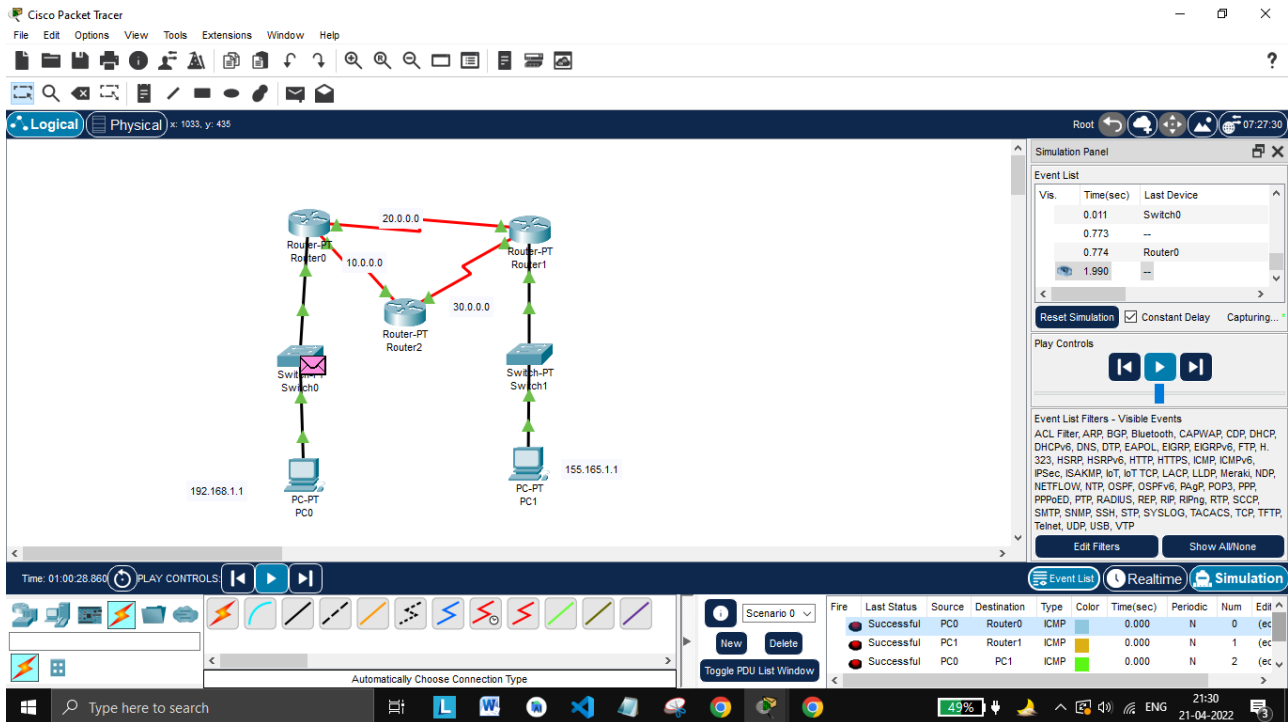 Cisco Packet Tracer
File Edit Options View Tools Extensions Window Help
?
Logical Physical x: 1033, y: 435
Root 07:27:30
20.0.0.0
Router-PT
Router0
Router-PT
Router1
10.0.0.0
30.0.0.0
Router-PT
Router2
Switch-PT
Switch0
Switch-PT
Switch1
192.168.1.1
PC-PT
PC0
155.165.1.1
PC-PT
PC1
Simulation Panel
Event List
Vis. Time(sec) Last Device
0.011 Switch0
0.773 --
0.774 Router0
1.990 --
Reset Simulation Constant Delay Capturing...
Play Controls
Event List Filters - Visible Events
ACL Filter, ARP, BGP, Bluetooth, CAPWAP, CDP, DHCP,
DHCPv6, DNS, DTP, EAPOL, EIGRP, EIGRPv6, FTP, H.
323, HSRP, HSRPv6, HTTP, HTTPS, ICMP, ICMPv6,
IPSec, ISAKMP, IoT, IoT TCP, LACP, LLDP, Meraki, NDP,
NETFLOW, NTP, OSPF, OSPFv6, PAgP, POP3, PPP,
PPPoED, PTP, RADIUS, REP, RIP, RIPng, RTP, SCCP,
SMTP, SNMP, SSH, STP, SYSLOG, TACACS, TCP, TFTP,
Telnet, UDP, USB, VTP
Edit Filters Show All/None
Time: 01:00:28.860 PLAY CONTROLS:
Event List Realtime Simulation
Automatically Choose Connection Type
Scenario 0
New Delete
Toggle PDU List Window
Fire Last Status Source Destination Type Color Time(sec) Periodic Num Edit
Successful PC0 Router0 ICMP 0.000 N 0 (ec
Successful PC1 Router1 ICMP 0.000 N 1 (ec
Successful PC0 PC1 ICMP 0.000 N 2 (ec
Type here to search
49%
ENG
21:30
21-04-2022
3